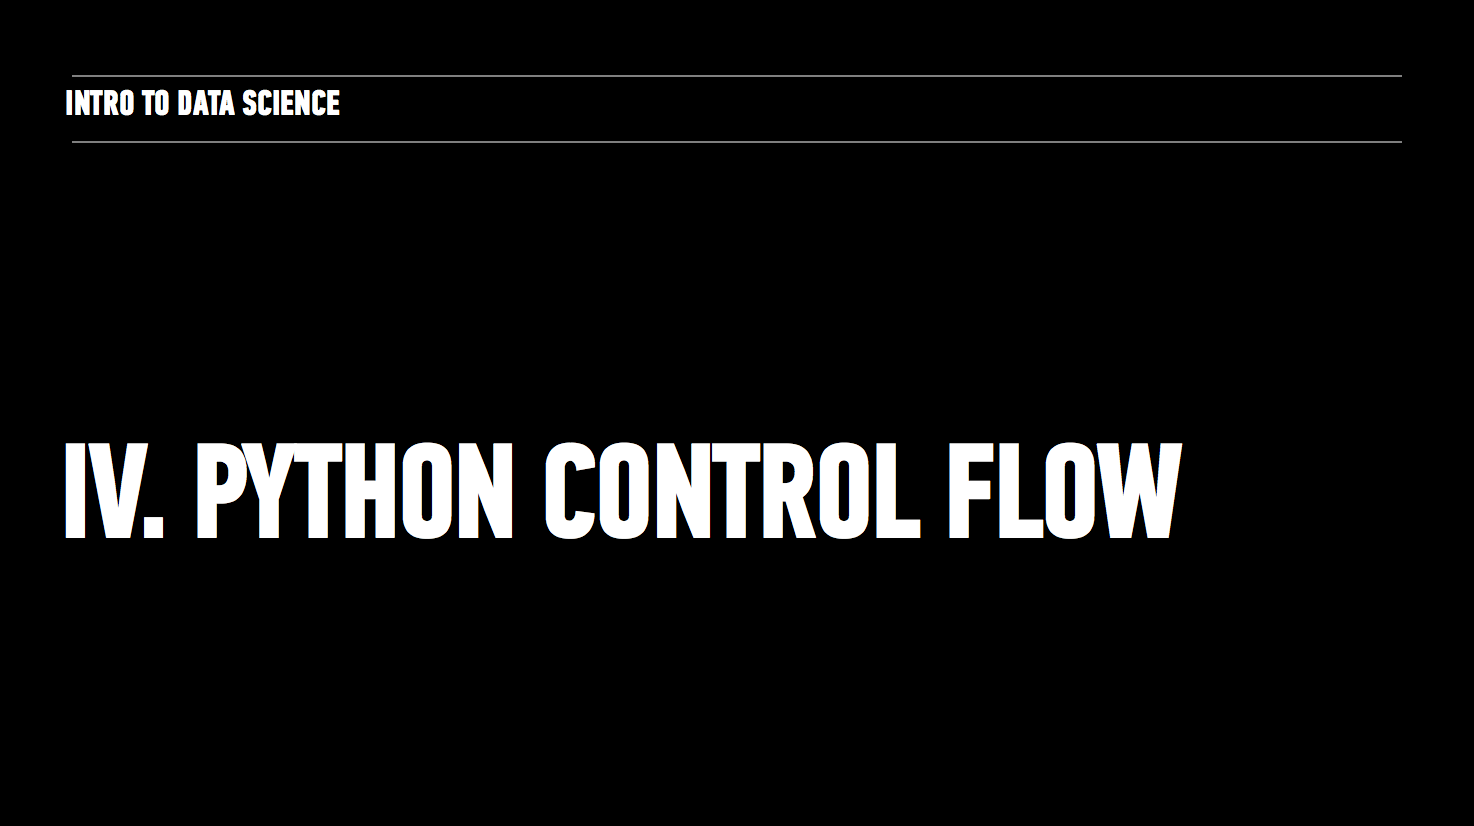 INTRO TO DATA SCIENCE
IV. PYTHON CONTROL FLOW